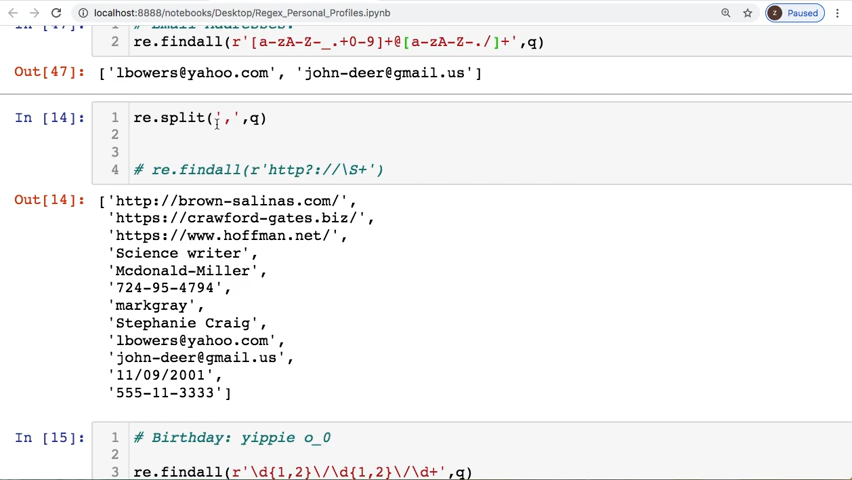 localhost:8888/notebooks/Desktop/Regex_Personal_Profiles.ipynb
Z Paused
2 re.findall(r'[a-zA-Z-_.+0-9]+@[a-zA-Z-./]+',q)
Out[47]: ['lbowers@yahoo.com', 'john-deer@gmail.us']
In [14]: 1 re.split(',',q)
2
3
4 # re.findall(r'http?://\S+')
Out[14]: ['http://brown-salinas.com/',
'https://crawford-gates.biz/',
'https://www.hoffman.net/',
'Science writer',
'Mcdonald-Miller',
'724-95-4794',
'markgray',
'Stephanie Craig',
'lbowers@yahoo.com',
'john-deer@gmail.us',
'11/09/2001',
'555-11-3333']
In [15]: 1 # Birthday: yippie o_0
2
3 re.findall(r'\d{1,2}\/\d{1,2}\/\d+',q)